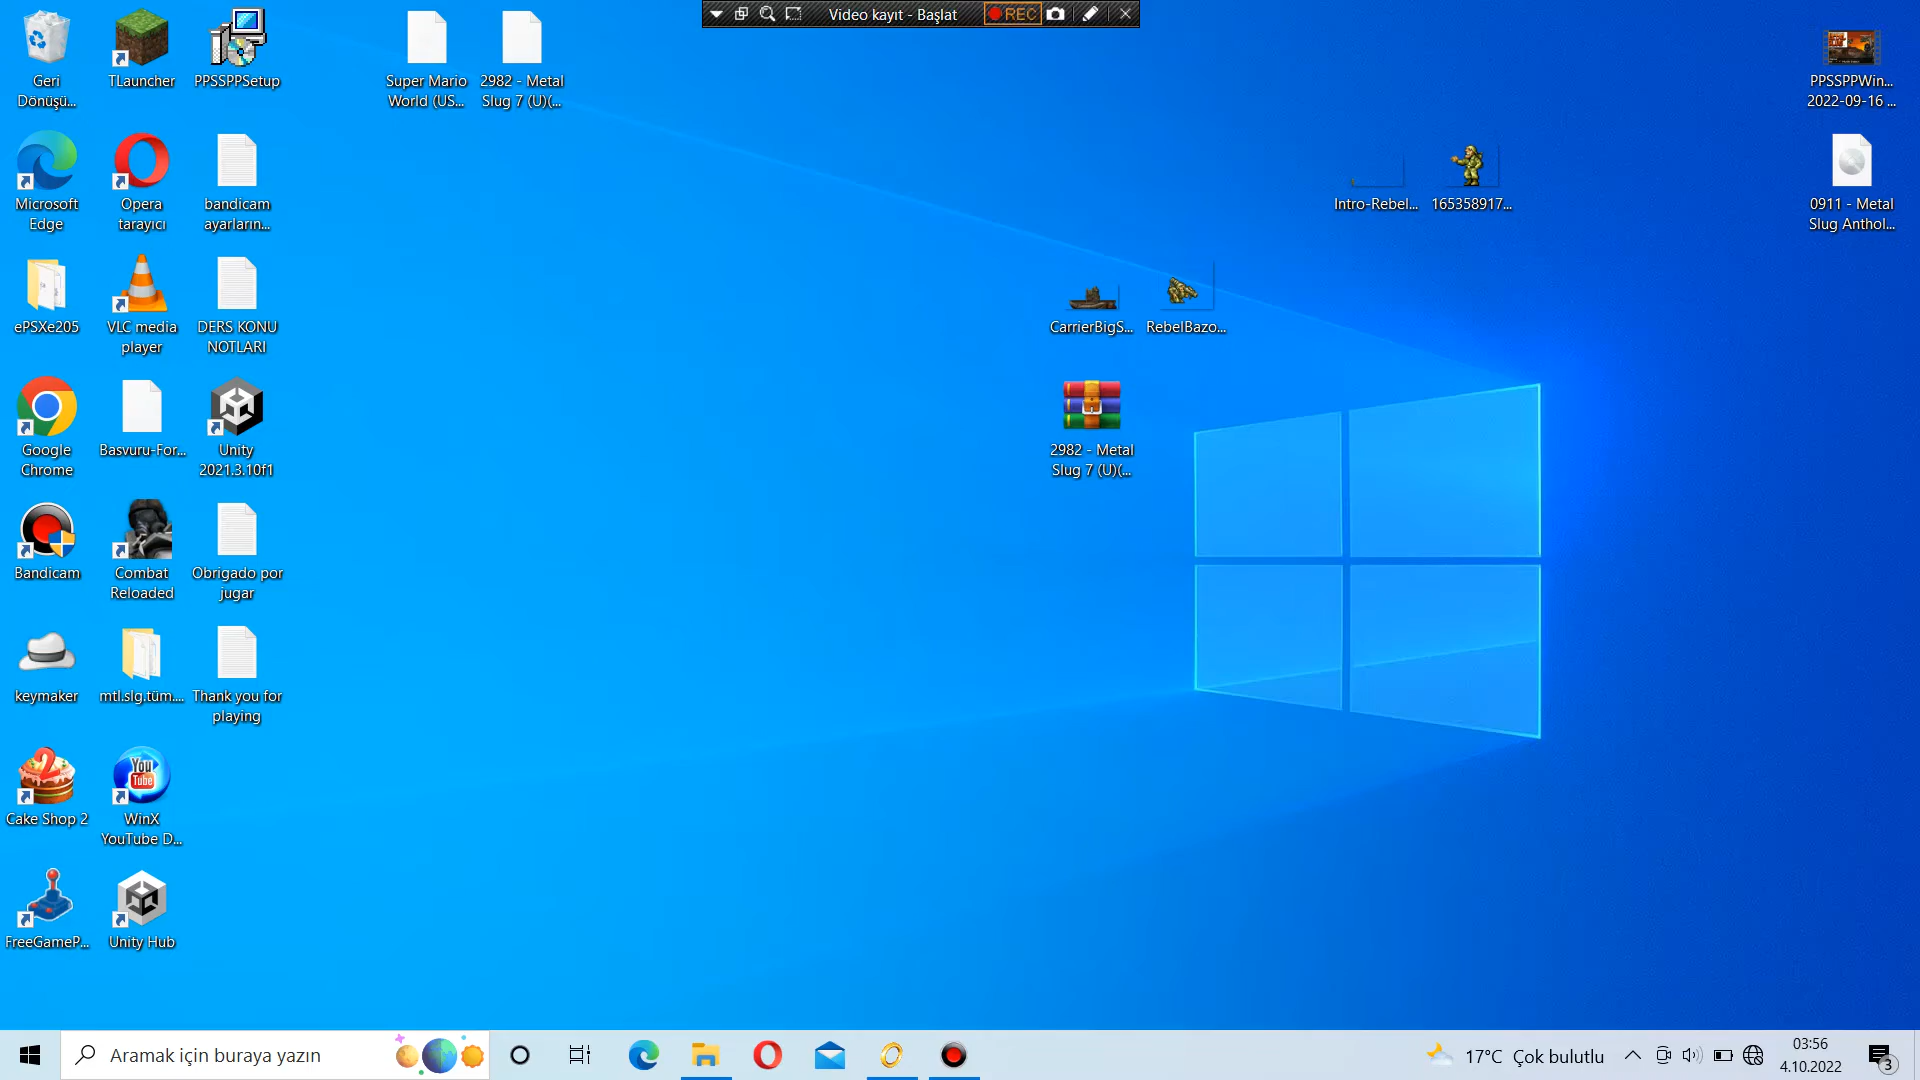 Video kayıt - Başlat
REC
Geri
Dönüşü...
TLauncher
PPSSPPSetup
Super Mario
World (US...
2982 - Metal
Slug 7 (U)(...
PPSSPPWin...
2022-09-16 ...
Microsoft
Edge
Opera
tarayıcı
bandicam
ayarların...
Intro-Rebel...
165358917...
0911 - Metal
Slug Anthol...
ePSXe205
VLC media
player
DERS KONU
NOTLARI
CarrierBigS...
RebelBazo...
Google
Chrome
Basvuru-For...
Unity
2021.3.10f1
2982 - Metal
Slug 7 (U)(...
Bandicam
Combat
Reloaded
Obrigado por
jugar
keymaker
mtl.slg.tüm....
Thank you for
playing
2
You
Tube
Cake Shop 2
WinX
YouTube D...
FreeGameP...
Unity Hub
Aramak için buraya yazın
17°C Çok bulutlu
03:56
4.10.2022
3